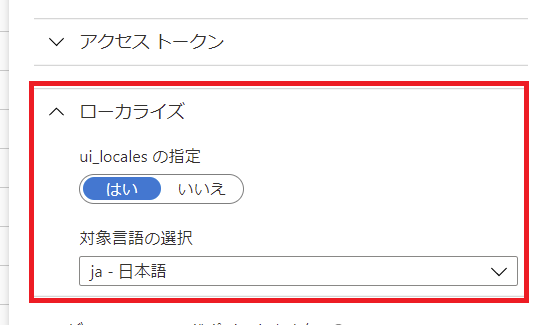 アクセス トークン
ローカライズ
ui_locales の指定
はい いいえ
対象言語の選択
ja - 日本語